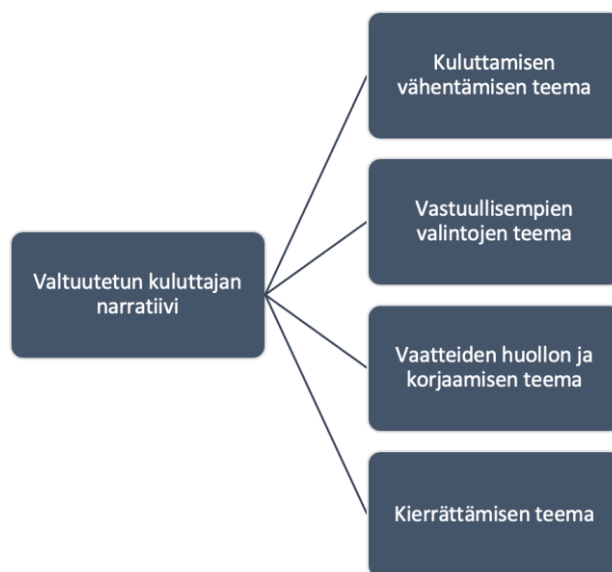 Kuluttamisen
vähentämisen teema
Vastuullisempien
valintojen teema
Valtuutetun kuluttajan
narratiivi
Vaatteiden huollon ja
korjaamisen teema
Kierrättämisen teema